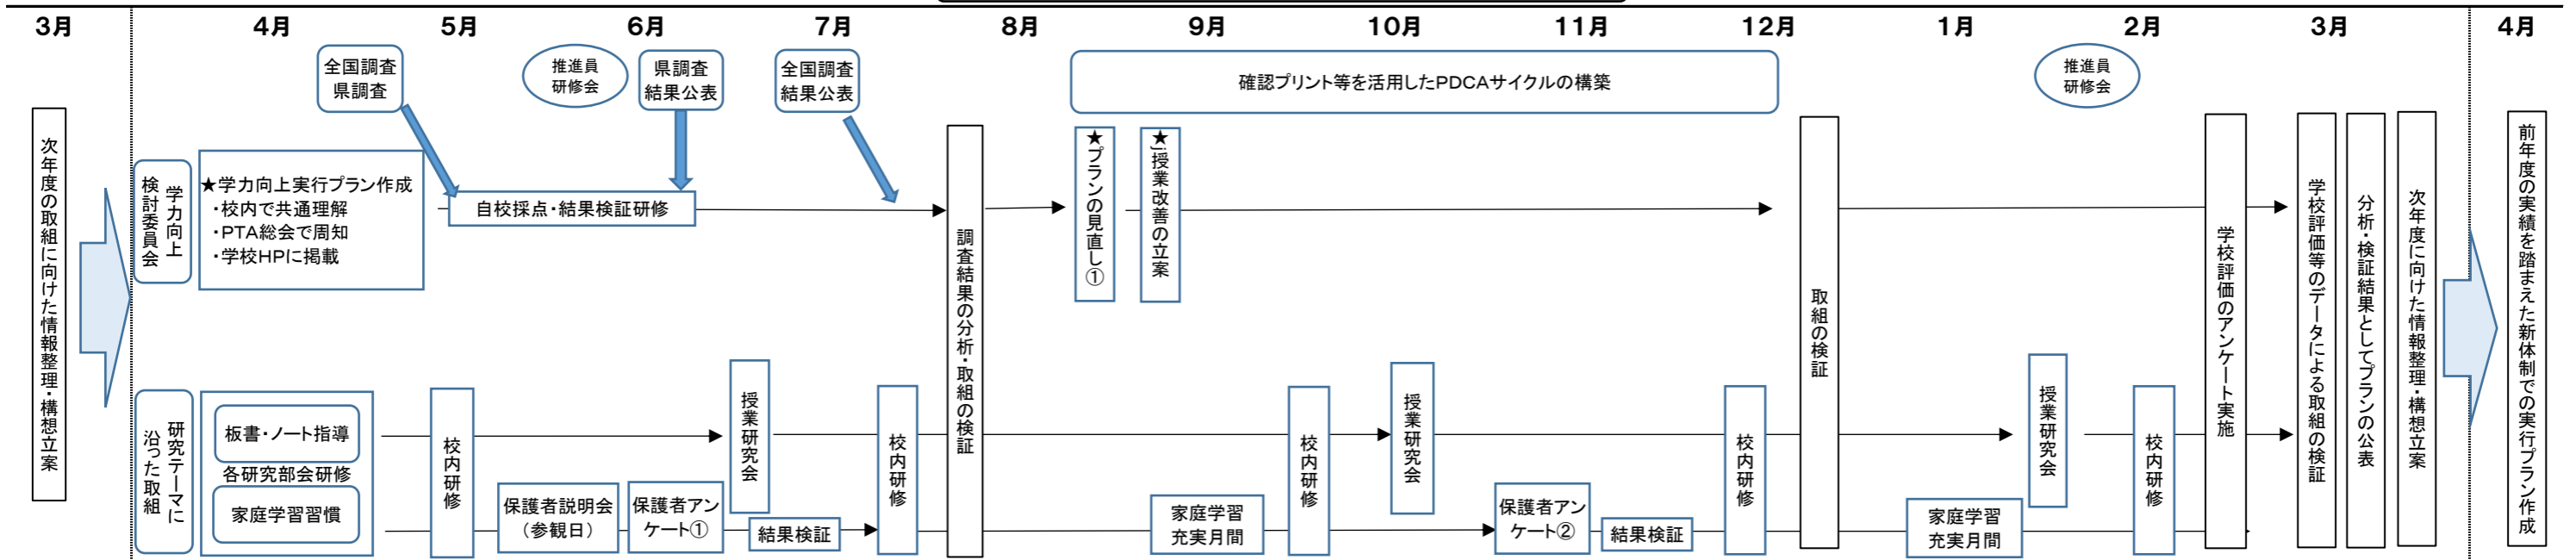 3月
4月
5月
6月
7月
8月
9月
10月
11月
12月
1月
2月
3月
4月
次年度の取組に向けた情報整理・構想立案
学力向上
検討委員会
★学力向上実行プラン作成
・校内で共通理解
・PTA総会で周知
・学校HPに掲載
全国調査
県調査
推進員
研修会
県調査
結果公表
全国調査
結果公表
自校採点・結果検証研修
調査結果の分析・取組の検証
確認プリント等を活用したPDCAサイクルの構築
★プランの見直し①
★j授業改善の立案
取組の検証
推進員
研修会
学校評価のアンケート実施
学校評価等のデータによる取組の検証
分析・検証結果としてプランの公表
次年度に向けた情報整理・構想立案
前年度の実績を踏まえた新体制での実行プラン作成
研究テーマに
沿った取組
板書・ノート指導
各研究部会研修
家庭学習習慣
校内研修
保護者説明会
(参観日)
保護者アン
ケート①
授業研究会
結果検証
校内研修
家庭学習
充実月間
校内研修
授業研究会
保護者アン
ケート②
結果検証
校内研修
家庭学習
充実月間
授業研究会
校内研修